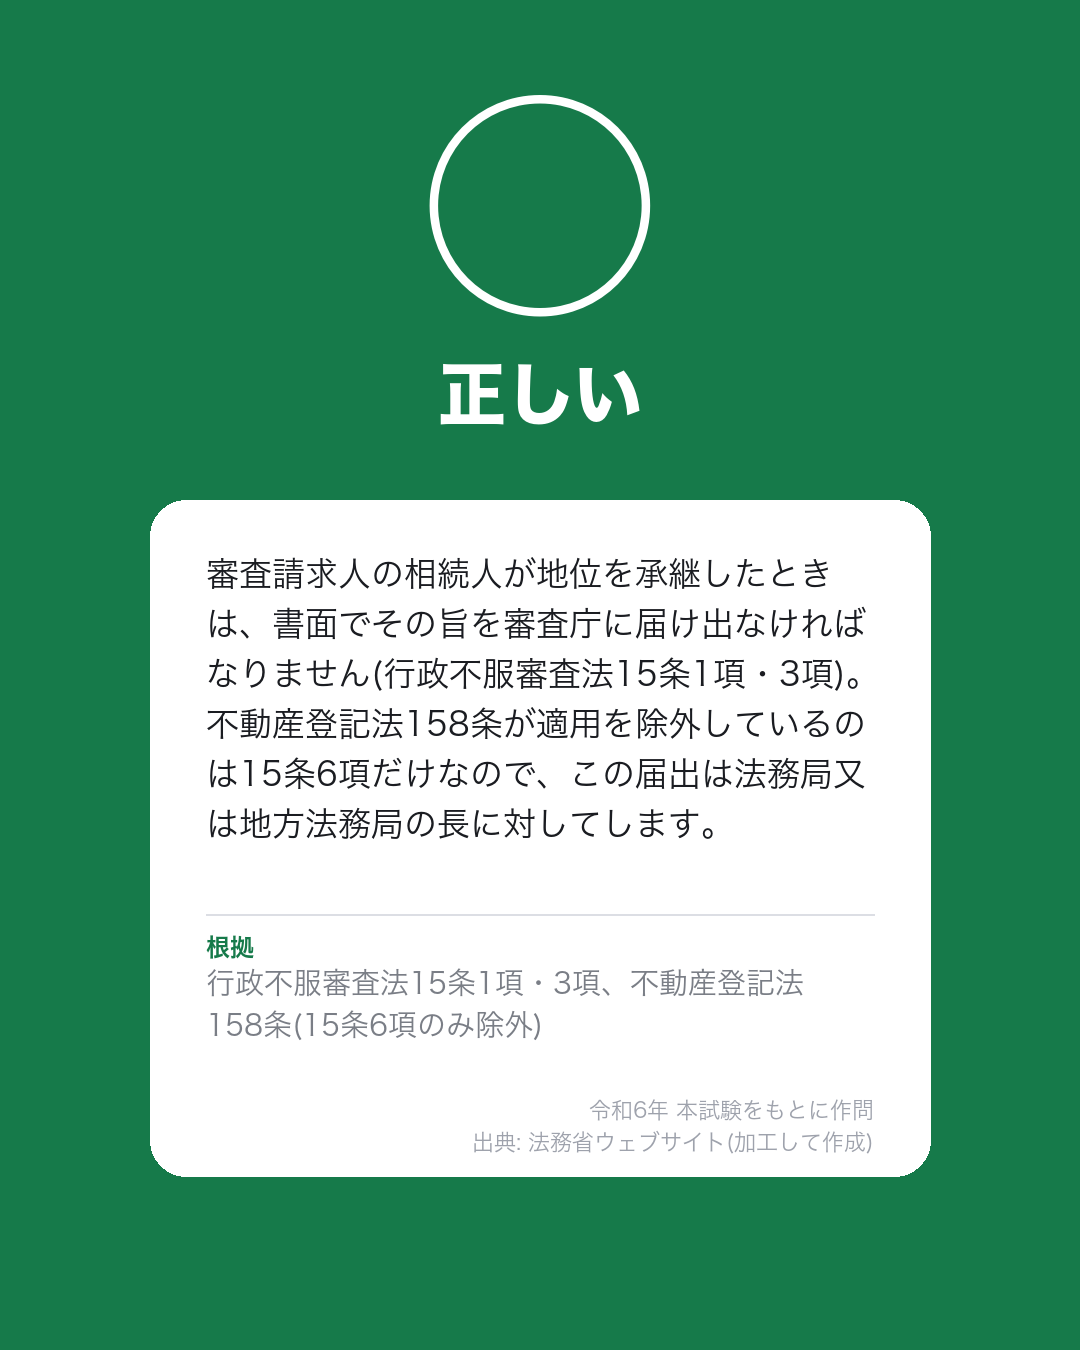 正しい
審査請求人の相続人が地位を承継したとき
は、書面でその旨を審査庁に届け出なければ
なりません(行政不服審査法15条1項・3項)。
不動産登記法158条が適用を除外しているの
は15条6項だけなので、この届出は法務局又
は地方法務局の長に対してします。
根拠
行政不服審査法15条1項・3項、不動産登記法
158条(15条6項のみ除外)
令和6年 本試験をもとに作問
出典: 法務省ウェブサイト(加工して作成)